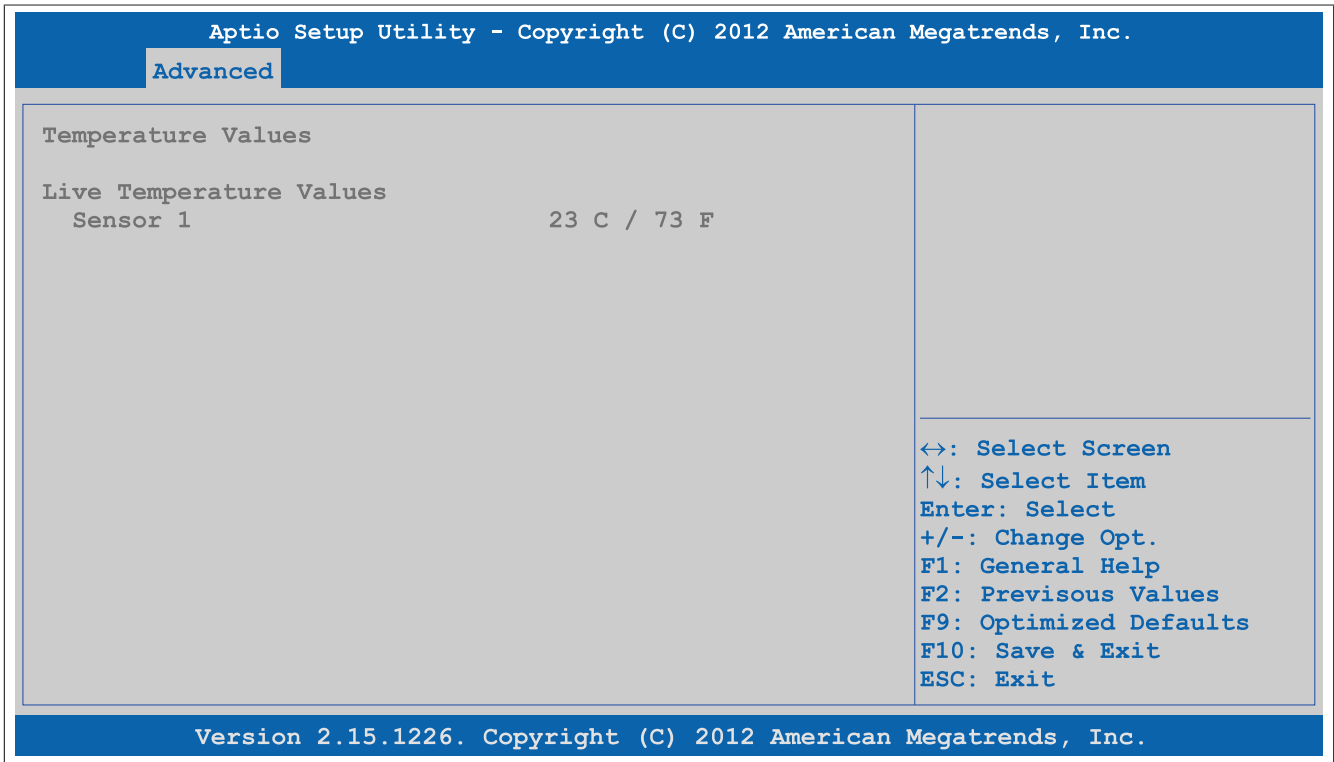 Aptio Setup Utility - Copyright (C) 2012 American Megatrends, Inc.
Advanced
Temperature Values
Live Temperature Values
Sensor 1 23 C / 73 F
↔: Select Screen
↑↓: Select Item
Enter: Select
+/-: Change Opt.
F1: General Help
F2: Previsous Values
F9: Optimized Defaults
F10: Save & Exit
ESC: Exit
Version 2.15.1226. Copyright (C) 2012 American Megatrends, Inc.